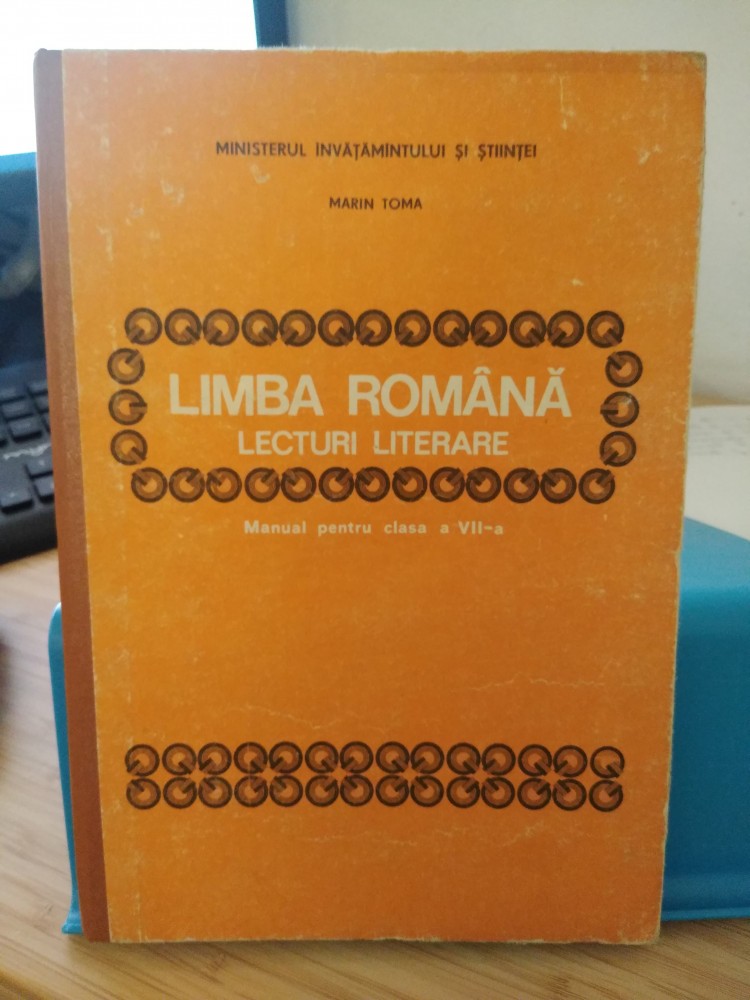 MINISTERUL ÎNVĂȚĂMÎNTULUI ȘI ȘTIINȚEI
MARIN TOMA
LIMBA ROMÂNĂ
LECTURI LITERARE
Manual pentru clasa a VII-a